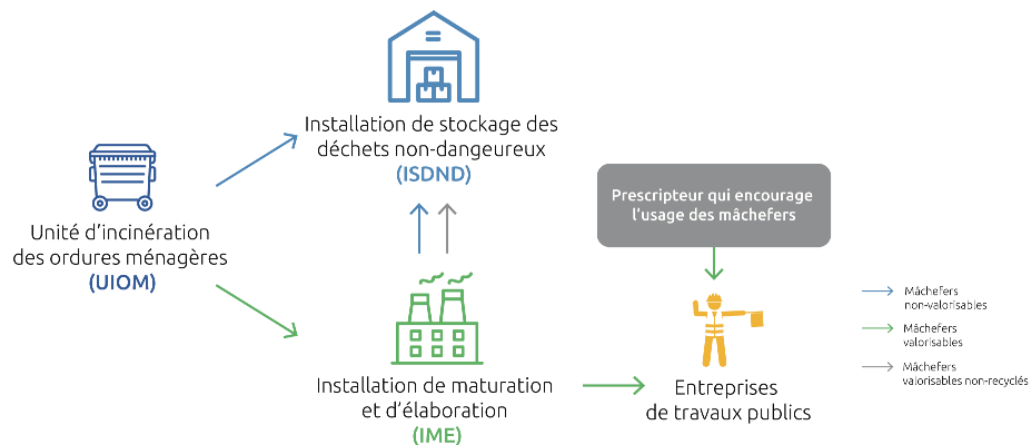 Installation de stockage des
déchets non-dangeureux
(ISDND)
Unité d'incinération
des ordures ménagères
(UIOM)
Prescripteur qui encourage
l'usage des mâchefers
Installation de maturation
et d'élaboration
(IME)
Entreprises
de travaux publics
Mâchefers
non-valorisables
Mâchefers
valorisables
Mâchefers
valorisables non-recyclés